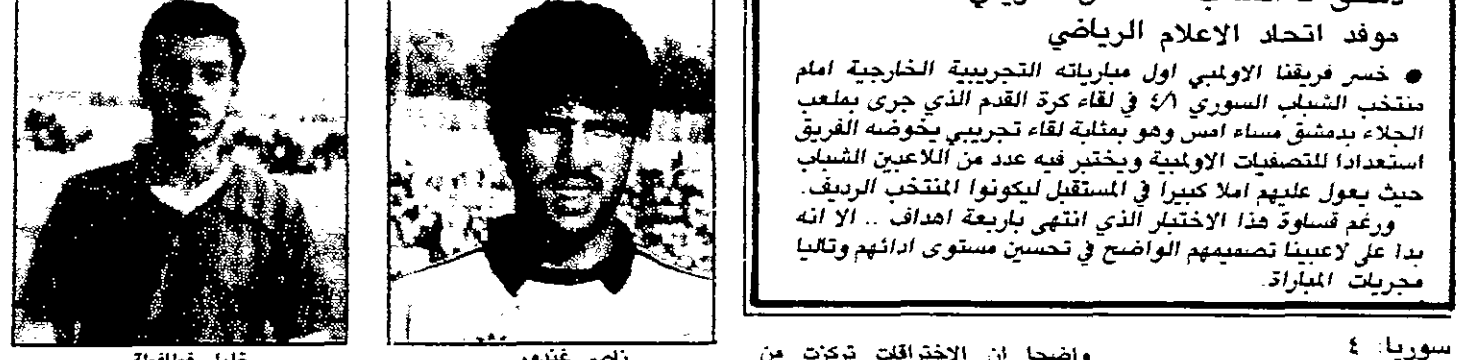 موفد اتحاد الاعلام الرياضي
● خسر فريقنا الاولمبي اول مبارياته التجريبية الخارجية امام
منتخب الشباب السوري ٤/١ في لقاء كرة القدم الذي جرى بملعب
الجلاء بدمشق مساء امس وهو بمثابة لقاء تجريبي يخوضه الفريق
استعدادا للتصفيات الاولمبية ويختبر فيه عدد من اللاعبين الشباب
حيث يعول عليهم املا كبيرا في المستقبل ليكونوا المنتخب الرديف.
ورغم قساوة هذا الاختبار الذي انتهى باربعة اهداف .. الا انه
بدا على لاعبينا تصميمهم الواضح في تحسين مستوى ادائهم وتاليا
مجريات المباراة.
سوريا: ٤
واضحا ان الاختراقات تركزت من
ناصر غندور